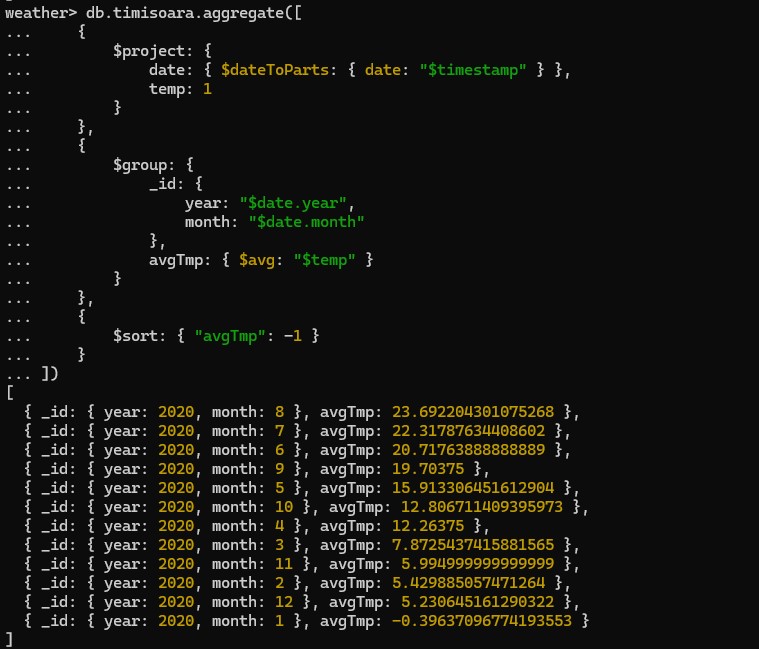 weather> db.timisoara.aggregate([
...     {
...         $project: {
...             date: { $dateToParts: { date: "$timestamp" } },
...             temp: 1
...         }
...     },
...     {
...         $group: {
...             _id: {
...                 year: "$date.year",
...                 month: "$date.month"
...             },
...             avgTmp: { $avg: "$temp" }
...         }
...     },
...     {
...         $sort: { "avgTmp": -1 }
...     }
... ])
[
  { _id: { year: 2020, month: 8 }, avgTmp: 23.692204301075268 },
  { _id: { year: 2020, month: 7 }, avgTmp: 22.31787634408602 },
  { _id: { year: 2020, month: 6 }, avgTmp: 20.71763888888889 },
  { _id: { year: 2020, month: 9 }, avgTmp: 19.70375 },
  { _id: { year: 2020, month: 5 }, avgTmp: 15.913306451612904 },
  { _id: { year: 2020, month: 10 }, avgTmp: 12.806711409395973 },
  { _id: { year: 2020, month: 4 }, avgTmp: 12.26375 },
  { _id: { year: 2020, month: 3 }, avgTmp: 7.8725437415881565 },
  { _id: { year: 2020, month: 11 }, avgTmp: 5.994999999999999 },
  { _id: { year: 2020, month: 2 }, avgTmp: 5.429885057471264 },
  { _id: { year: 2020, month: 12 }, avgTmp: 5.230645161290322 },
  { _id: { year: 2020, month: 1 }, avgTmp: -0.39637096774193553 }
]